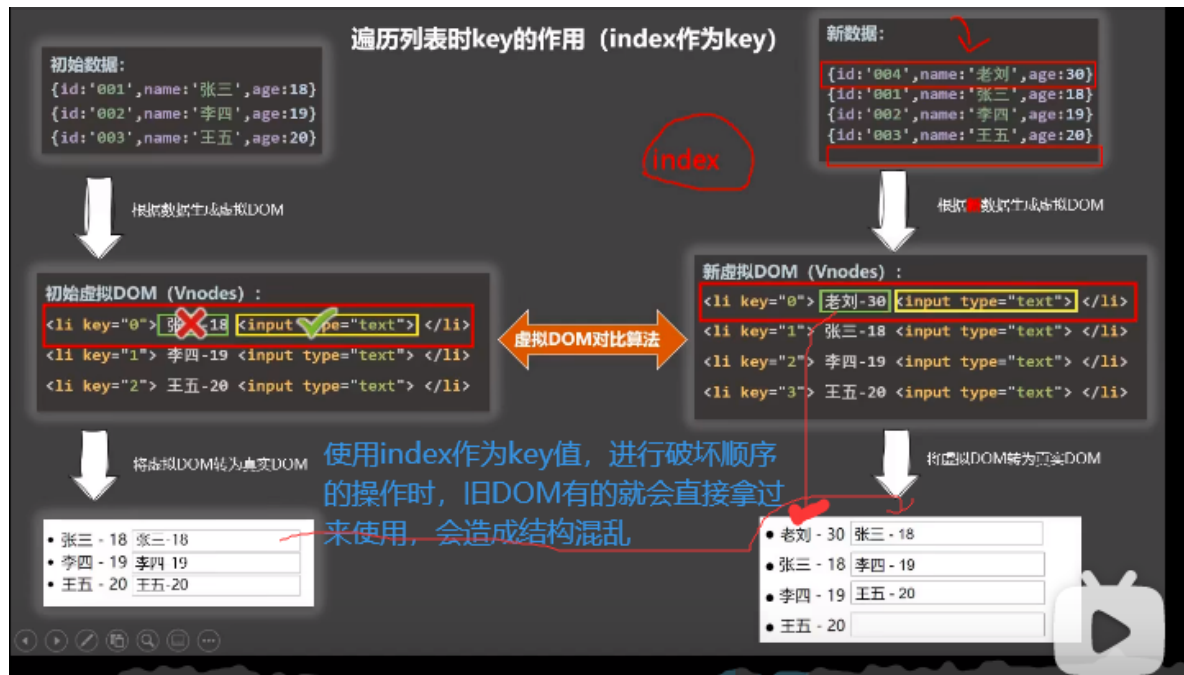 遍历列表时key的作用（index作为key）
初始数据:
{id:'001',name:'张三',age:18}
{id:'002',name:'李四',age:19}
{id:'003',name:'王五',age:20}
新数据:
{id:'004',name:'老刘',age:30}
{id:'001',name:'张三',age:18}
{id:'002',name:'李四',age:19}
{id:'003',name:'王五',age:20}
index
根据数据生成虚拟DOM
根据 数据生成虚拟DOM
初始虚拟DOM（Vnodes）:
<li key="0"> 张三-18 <input type="text"> </li>
<li key="1"> 李四-19 <input type="text"> </li>
<li key="2"> 王五-20 <input type="text"> </li>
虚拟DOM对比算法
新虚拟DOM（Vnodes）:
<li key="0"> 老刘-30 <input type="text"> </li>
<li key="1"> 张三-18 <input type="text"> </li>
<li key="2"> 李四-19 <input type="text"> </li>
<li key="3"> 王五-20 <input type="text"> </li>
将虚拟DOM转为真实DOM
使用index作为key值，进行破坏顺序
的操作时，旧DOM有的就会直接拿过
来使用，会造成结构混乱
将虚拟DOM转为真实DOM
张三 - 18 张三-18
李四 - 19 李四 19
王五 - 20 王五-20
老刘 - 30 张三 - 18
张三 - 18 李四 - 19
李四 - 19 王五 - 20
王五 - 20